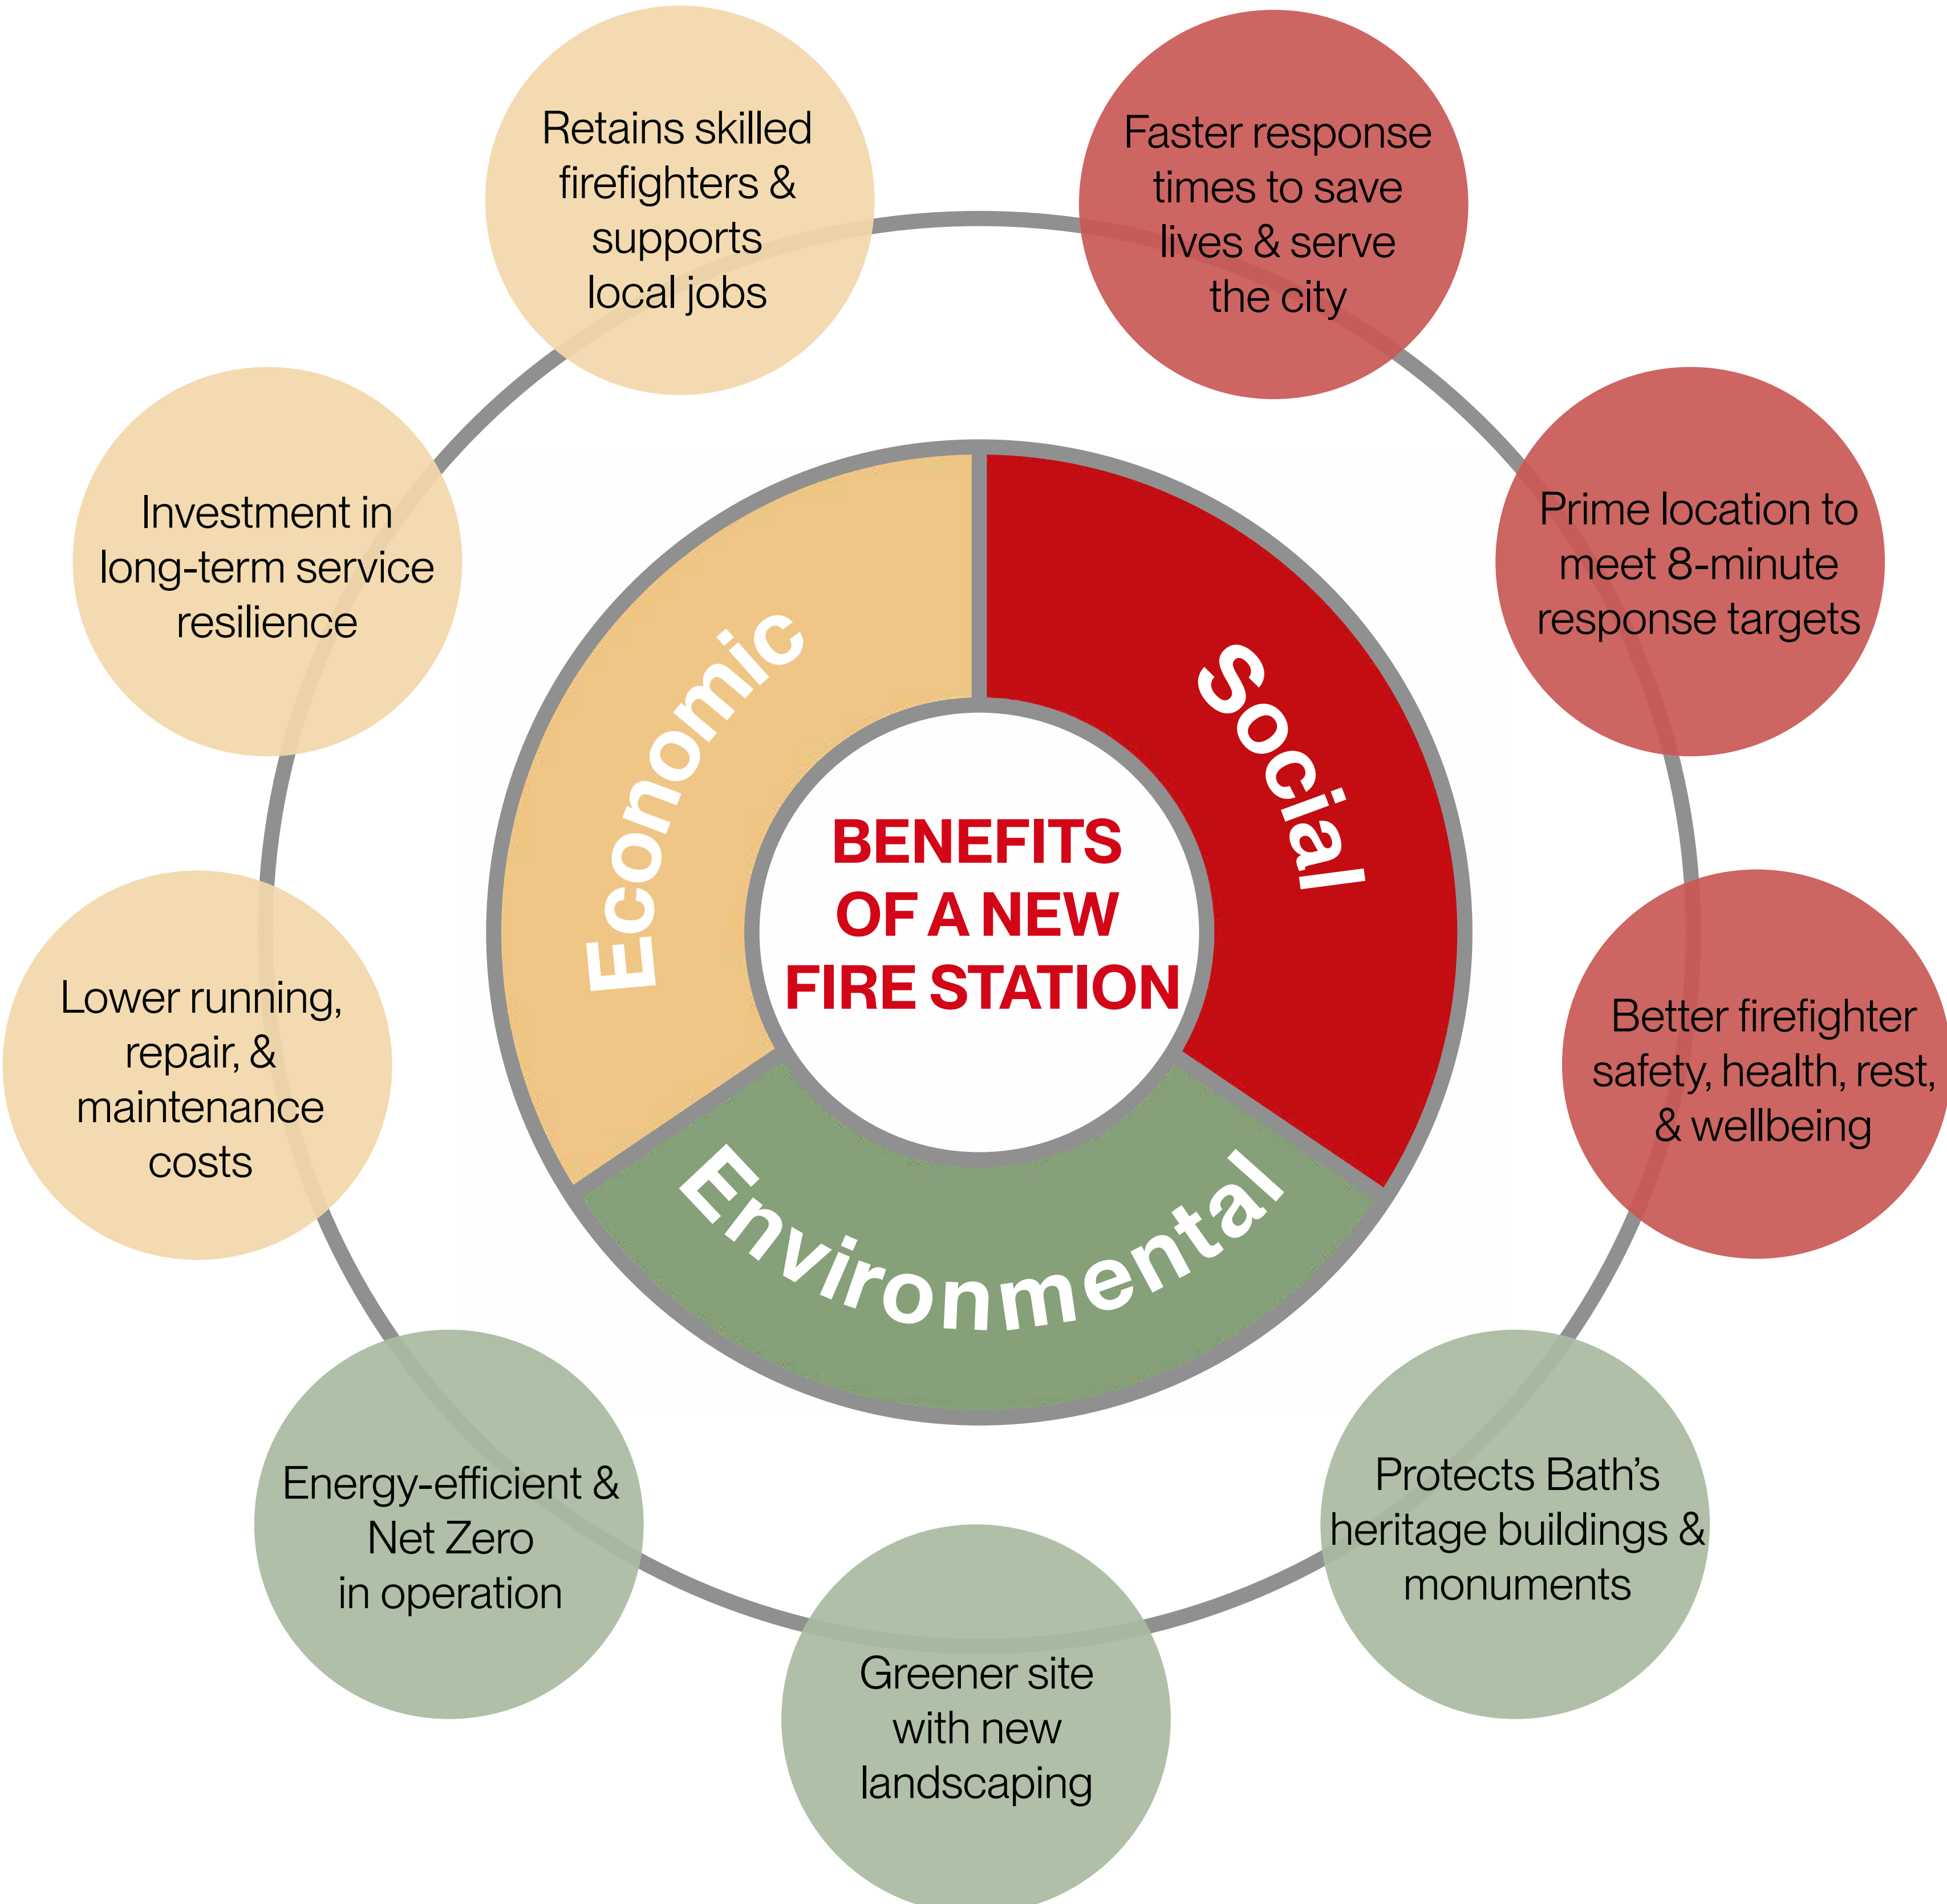 BENEFITS
OF A NEW
FIRE STATION
Social
Faster response
times to save
lives & serve
the city
Prime location to
meet 8-minute
response targets
Better firefighter
safety, health, rest,
& wellbeing
Environmental
Protects Bath’s
heritage buildings &
monuments
Greener site
with new
landscaping
Energy-efficient &
Net Zero
in operation
Economic
Lower running,
repair, &
maintenance
costs
Investment in
long-term service
resilience
Retains skilled
firefighters &
supports
local jobs